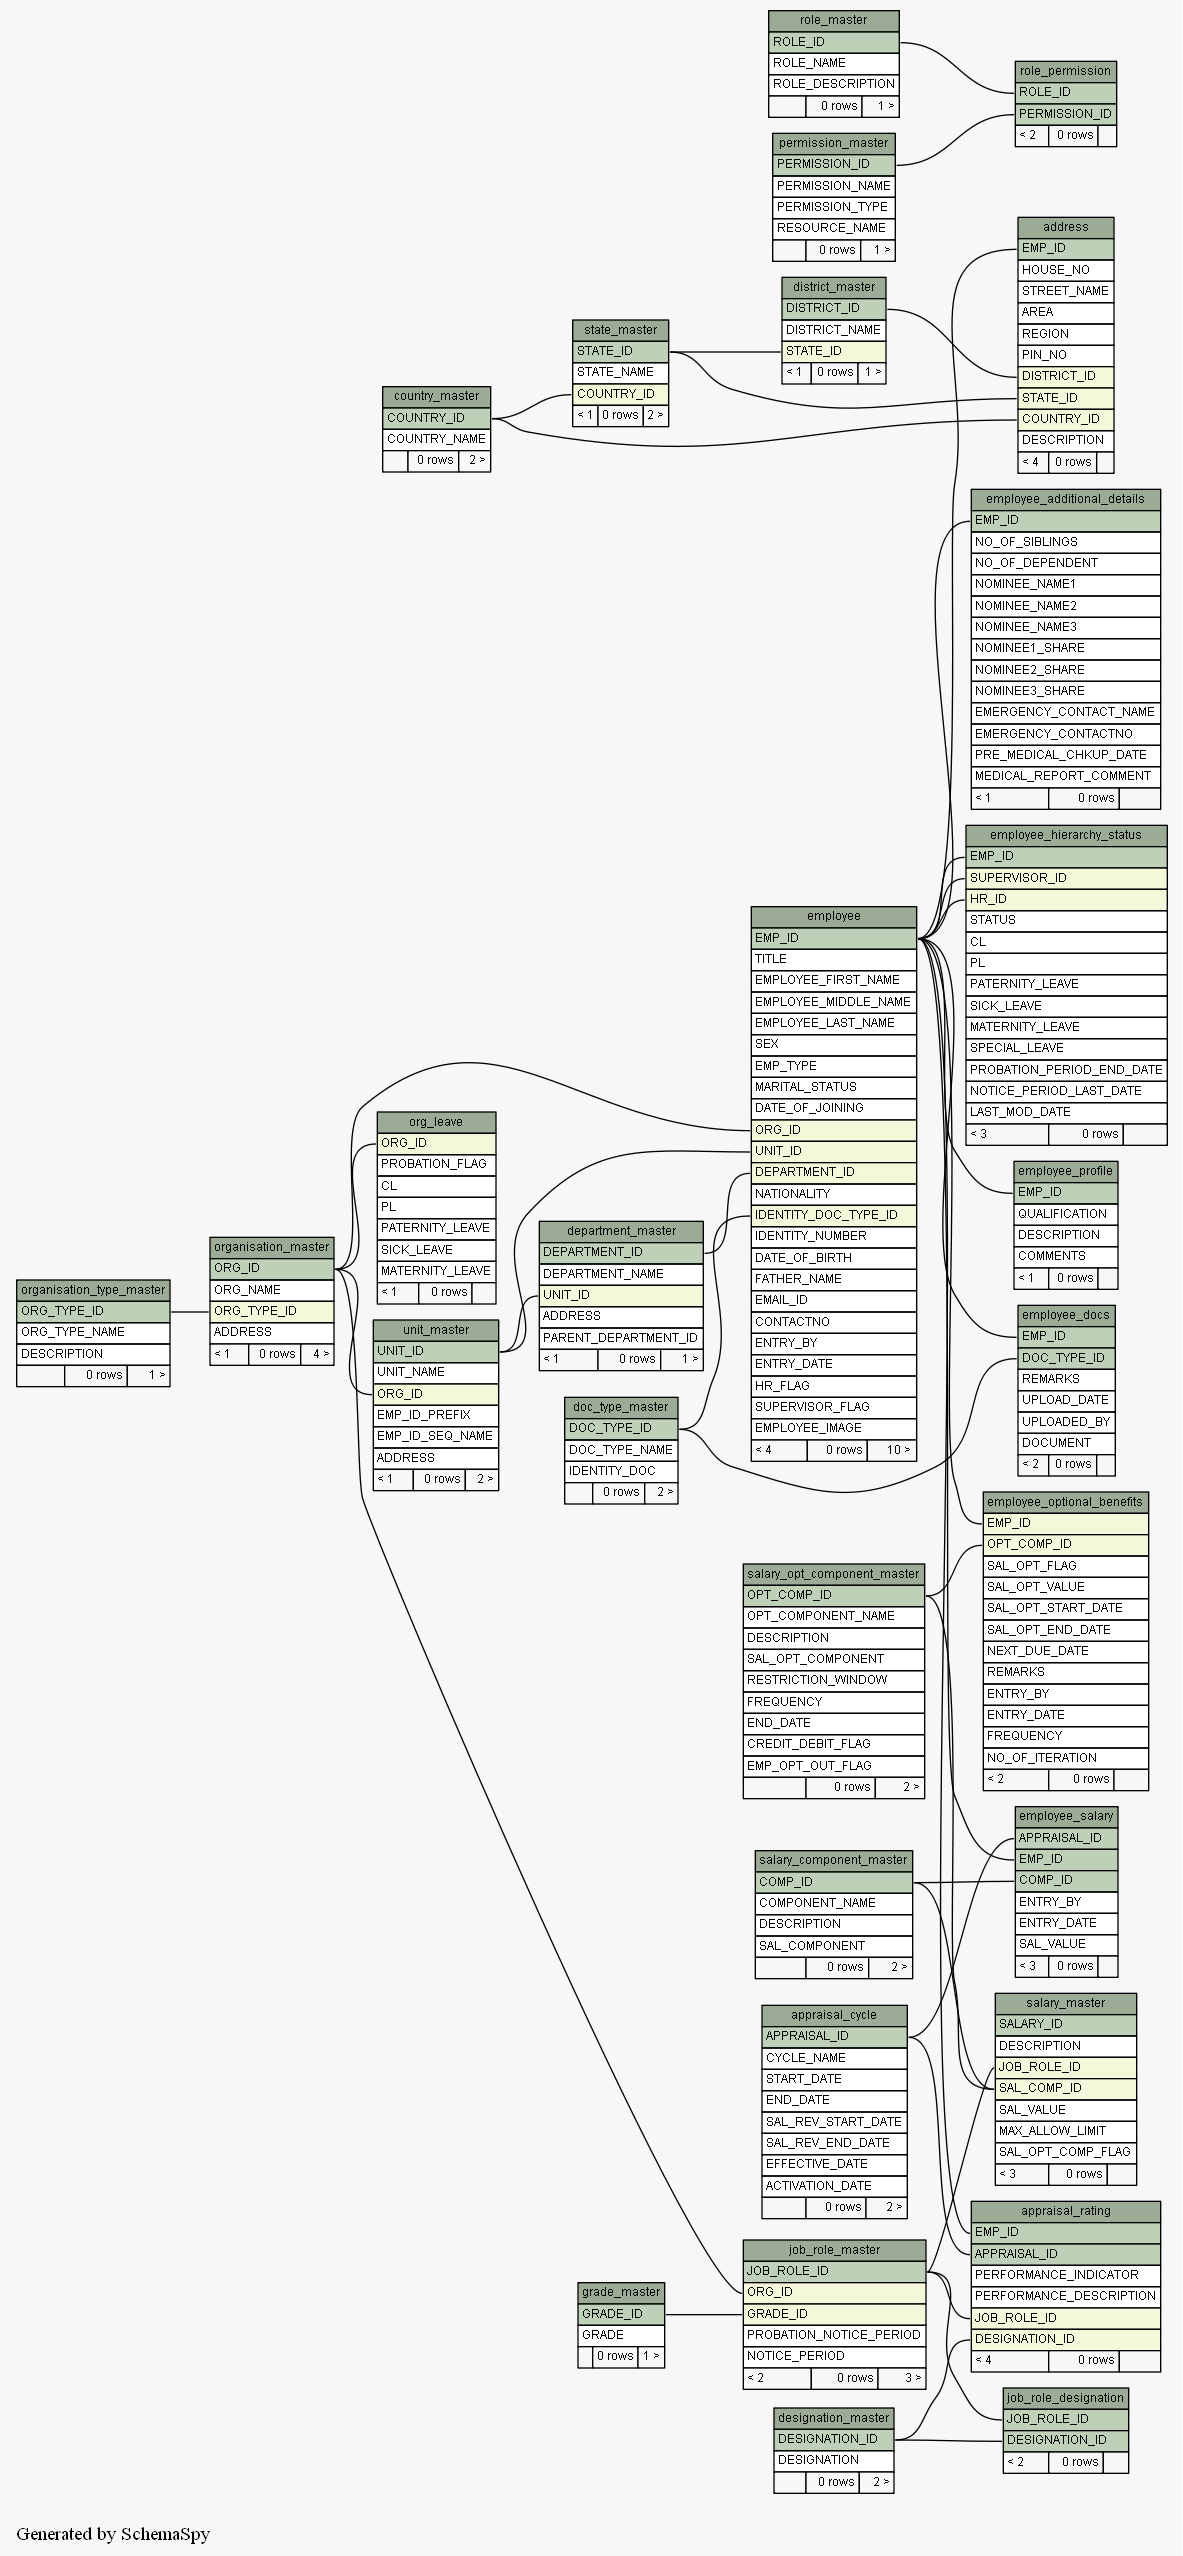 role_master
ROLE_ID
ROLE_NAME
ROLE_DESCRIPTION
0 rows 1 >
role_permission
ROLE_ID
PERMISSION_ID
< 2 0 rows
permission_master
PERMISSION_ID
PERMISSION_NAME
PERMISSION_TYPE
RESOURCE_NAME
0 rows 1 >
address
EMP_ID
HOUSE_NO
STREET_NAME
AREA
REGION
PIN_NO
DISTRICT_ID
STATE_ID
COUNTRY_ID
DESCRIPTION
< 4 0 rows
district_master
DISTRICT_ID
DISTRICT_NAME
STATE_ID
< 1 0 rows 1 >
state_master
STATE_ID
STATE_NAME
COUNTRY_ID
< 1 0 rows 2 >
country_master
COUNTRY_ID
COUNTRY_NAME
0 rows 2 >
employee_additional_details
EMP_ID
NO_OF_SIBLINGS
NO_OF_DEPENDENT
NOMINEE_NAME1
NOMINEE_NAME2
NOMINEE_NAME3
NOMINEE1_SHARE
NOMINEE2_SHARE
NOMINEE3_SHARE
EMERGENCY_CONTACT_NAME
EMERGENCY_CONTACTNO
PRE_MEDICAL_CHKUP_DATE
MEDICAL_REPORT_COMMENT
< 1 0 rows
employee_hierarchy_status
EMP_ID
SUPERVISOR_ID
HR_ID
STATUS
CL
PL
PATERNITY_LEAVE
SICK_LEAVE
MATERNITY_LEAVE
SPECIAL_LEAVE
PROBATION_PERIOD_END_DATE
NOTICE_PERIOD_LAST_DATE
LAST_MOD_DATE
< 3 0 rows
employee
EMP_ID
TITLE
EMPLOYEE_FIRST_NAME
EMPLOYEE_MIDDLE_NAME
EMPLOYEE_LAST_NAME
SEX
EMP_TYPE
MARITAL_STATUS
DATE_OF_JOINING
ORG_ID
UNIT_ID
DEPARTMENT_ID
NATIONALITY
IDENTITY_DOC_TYPE_ID
IDENTITY_NUMBER
DATE_OF_BIRTH
FATHER_NAME
EMAIL_ID
CONTACTNO
ENTRY_BY
ENTRY_DATE
HR_FLAG
SUPERVISOR_FLAG
EMPLOYEE_IMAGE
< 4 0 rows 10 >
org_leave
ORG_ID
PROBATION_FLAG
CL
PL
PATERNITY_LEAVE
SICK_LEAVE
MATERNITY_LEAVE
< 1 0 rows
employee_profile
EMP_ID
QUALIFICATION
DESCRIPTION
COMMENTS
< 1 0 rows
department_master
DEPARTMENT_ID
DEPARTMENT_NAME
UNIT_ID
ADDRESS
PARENT_DEPARTMENT_ID
< 1 0 rows 1 >
organisation_master
ORG_ID
ORG_NAME
ORG_TYPE_ID
ADDRESS
< 1 0 rows 4 >
organisation_type_master
ORG_TYPE_ID
ORG_TYPE_NAME
DESCRIPTION
0 rows 1 >
unit_master
UNIT_ID
UNIT_NAME
ORG_ID
EMP_ID_PREFIX
EMP_ID_SEQ_NAME
ADDRESS
< 1 0 rows 2 >
employee_docs
EMP_ID
DOC_TYPE_ID
REMARKS
UPLOAD_DATE
UPLOADED_BY
DOCUMENT
< 2 0 rows
doc_type_master
DOC_TYPE_ID
DOC_TYPE_NAME
IDENTITY_DOC
0 rows 2 >
employee_optional_benefits
EMP_ID
OPT_COMP_ID
SAL_OPT_FLAG
SAL_OPT_VALUE
SAL_OPT_START_DATE
SAL_OPT_END_DATE
NEXT_DUE_DATE
REMARKS
ENTRY_BY
ENTRY_DATE
FREQUENCY
NO_OF_ITERATION
< 2 0 rows
salary_opt_component_master
OPT_COMP_ID
OPT_COMPONENT_NAME
DESCRIPTION
SAL_OPT_COMPONENT
RESTRICTION_WINDOW
FREQUENCY
END_DATE
CREDIT_DEBIT_FLAG
EMP_OPT_OUT_FLAG
0 rows 2 >
employee_salary
APPRAISAL_ID
EMP_ID
COMP_ID
ENTRY_BY
ENTRY_DATE
SAL_VALUE
< 3 0 rows
salary_component_master
COMP_ID
COMPONENT_NAME
DESCRIPTION
SAL_COMPONENT
0 rows 2 >
salary_master
SALARY_ID
DESCRIPTION
JOB_ROLE_ID
SAL_COMP_ID
SAL_VALUE
MAX_ALLOW_LIMIT
SAL_OPT_COMP_FLAG
< 3 0 rows
appraisal_cycle
APPRAISAL_ID
CYCLE_NAME
START_DATE
END_DATE
SAL_REV_START_DATE
SAL_REV_END_DATE
EFFECTIVE_DATE
ACTIVATION_DATE
0 rows 2 >
appraisal_rating
EMP_ID
APPRAISAL_ID
PERFORMANCE_INDICATOR
PERFORMANCE_DESCRIPTION
JOB_ROLE_ID
DESIGNATION_ID
< 4 0 rows
job_role_master
JOB_ROLE_ID
ORG_ID
GRADE_ID
PROBATION_NOTICE_PERIOD
NOTICE_PERIOD
< 2 0 rows 3 >
grade_master
GRADE_ID
GRADE
0 rows 1 >
job_role_designation
JOB_ROLE_ID
DESIGNATION_ID
< 2 0 rows
designation_master
DESIGNATION_ID
DESIGNATION
0 rows 2 >
Generated by SchemaSpy